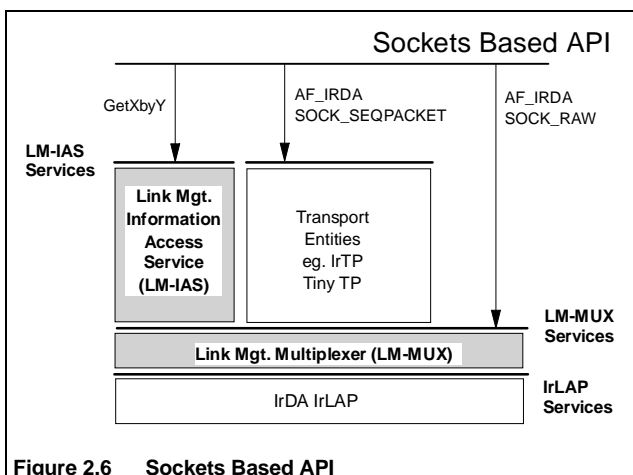 Sockets Based API
GetXbyY
AF_IRDA
SOCK_SEQPACKET
AF_IRDA
SOCK_RAW
LM-IAS
Services
Link Mgt.
Information
Access
Service
(LM-IAS)
Transport
Entities
eg. IrTP
Tiny TP
LM-MUX
Services
Link Mgt. Multiplexer (LM-MUX)
IrDA IrLAP
IrLAP
Services
Figure 2.6 Sockets Based API